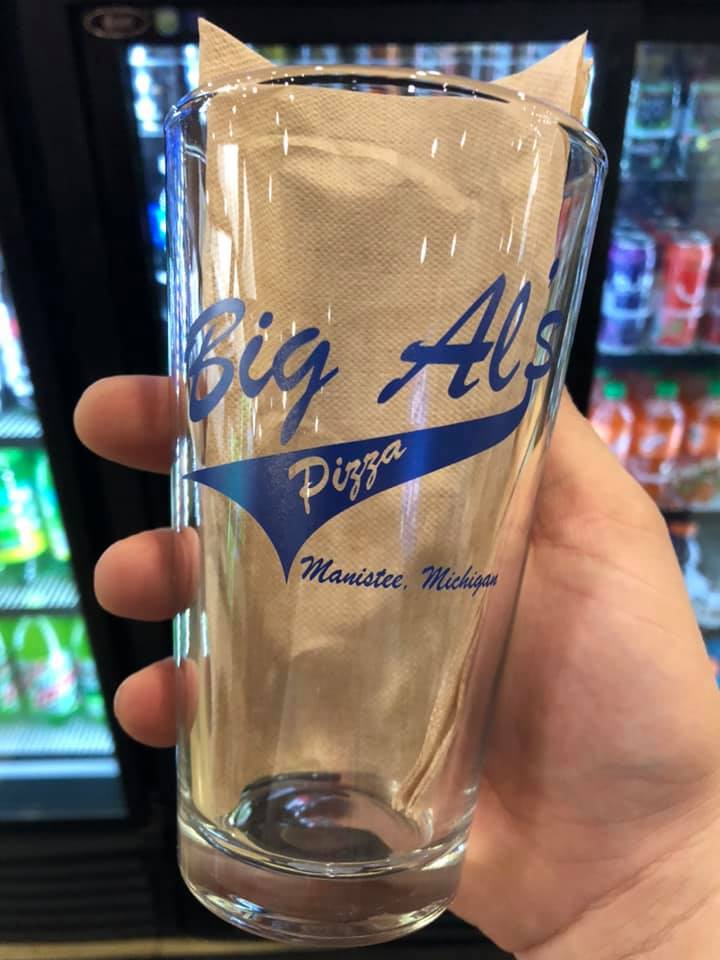 Big Al's
Pizza
Manistee, Michigan